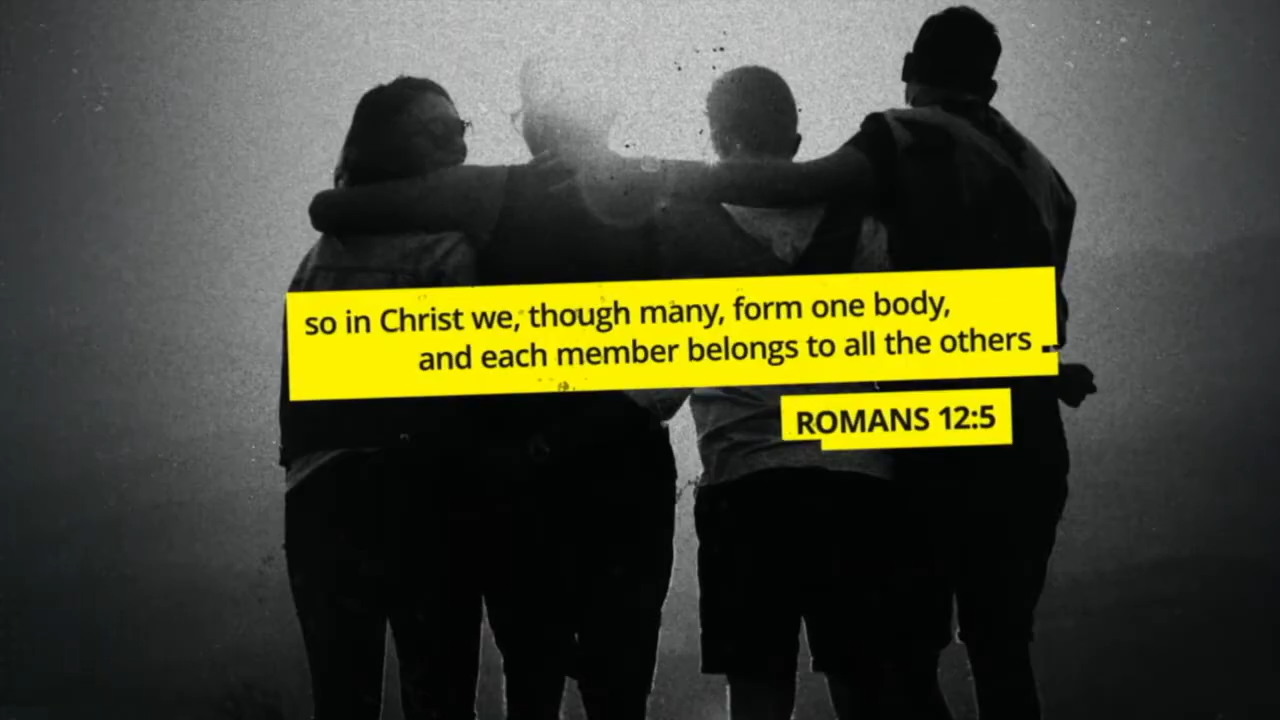 so in Christ we, though many, form one body,
and each member belongs to all the others
ROMANS 12:5